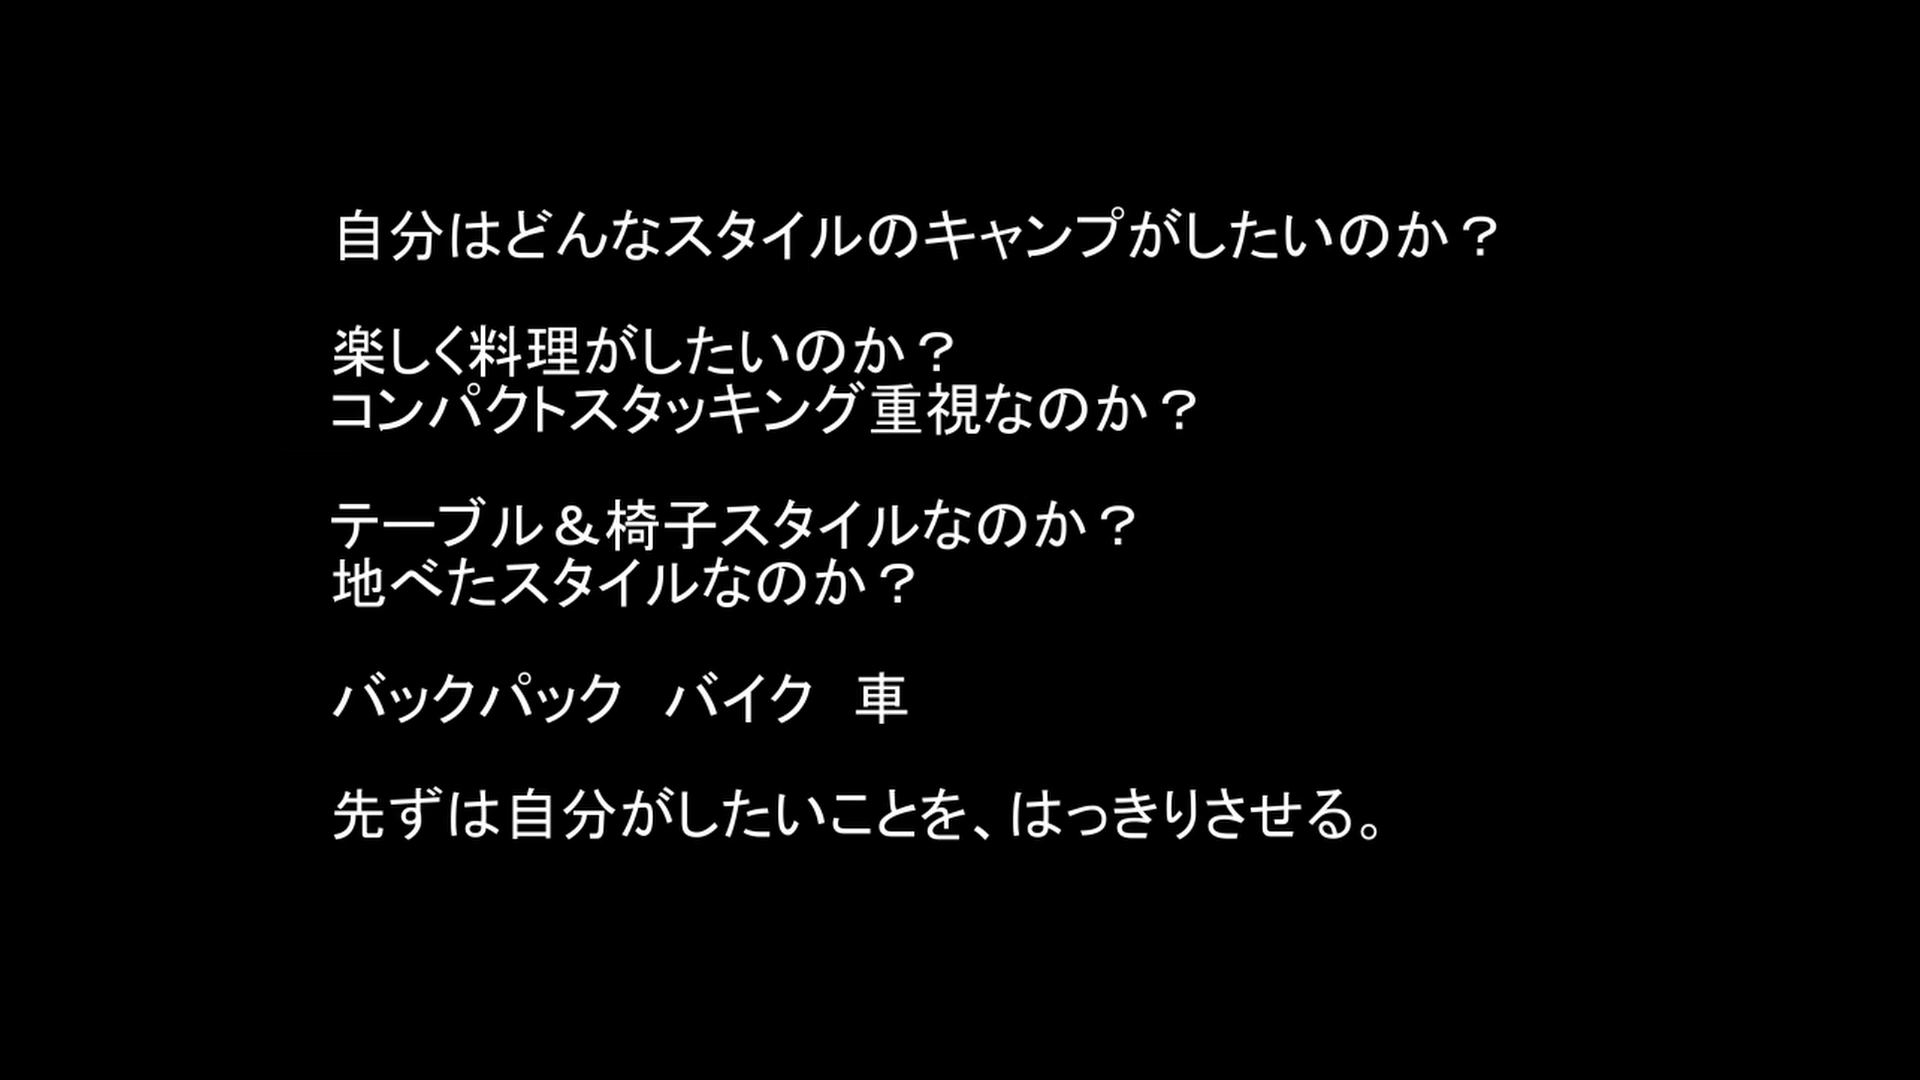 自分はどんなスタイルのキャンプがしたいのか？
楽しく料理がしたいのか？
コンパクトスタッキング重視なのか？
テーブル＆椅子スタイルなのか？
地べたスタイルなのか？
バックパック　バイク　車
先ずは自分がしたいことを、はっきりさせる。